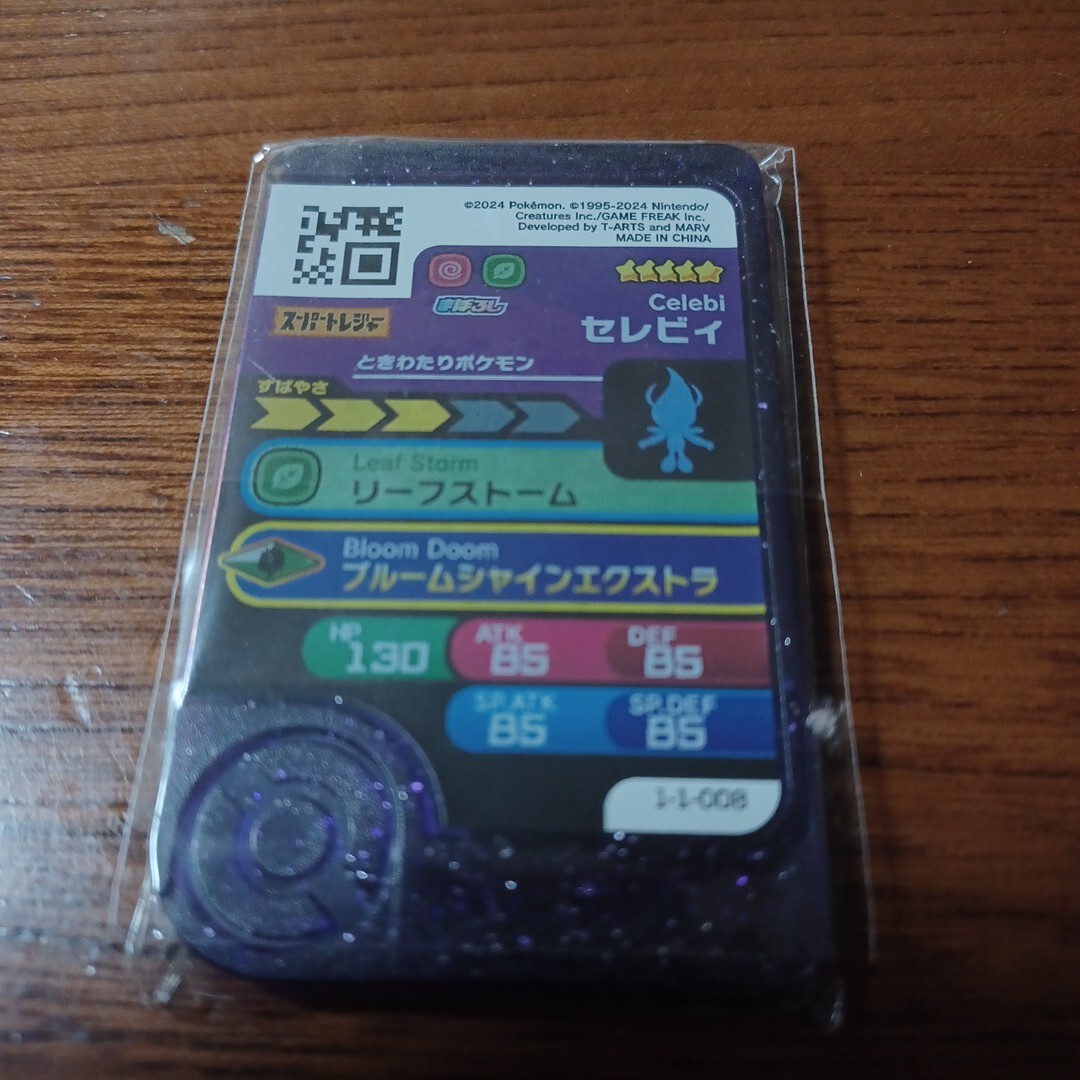 ©2024 Pokémon. ©1995-2024 Nintendo/
Creatures Inc./GAME FREAK Inc.
Developed by T-ARTS and MARV
MADE IN CHINA
まぼろし
スーパートレジャー
Celebi
セレビィ
ときわたりポケモン
すばやさ
Leaf Storm
リーフストーム
Bloom Doom
ブルームシャインエクストラ
HP 130 ATK 85 DEF 85
SP.ATK 85 SP.DEF 85
1-1-008